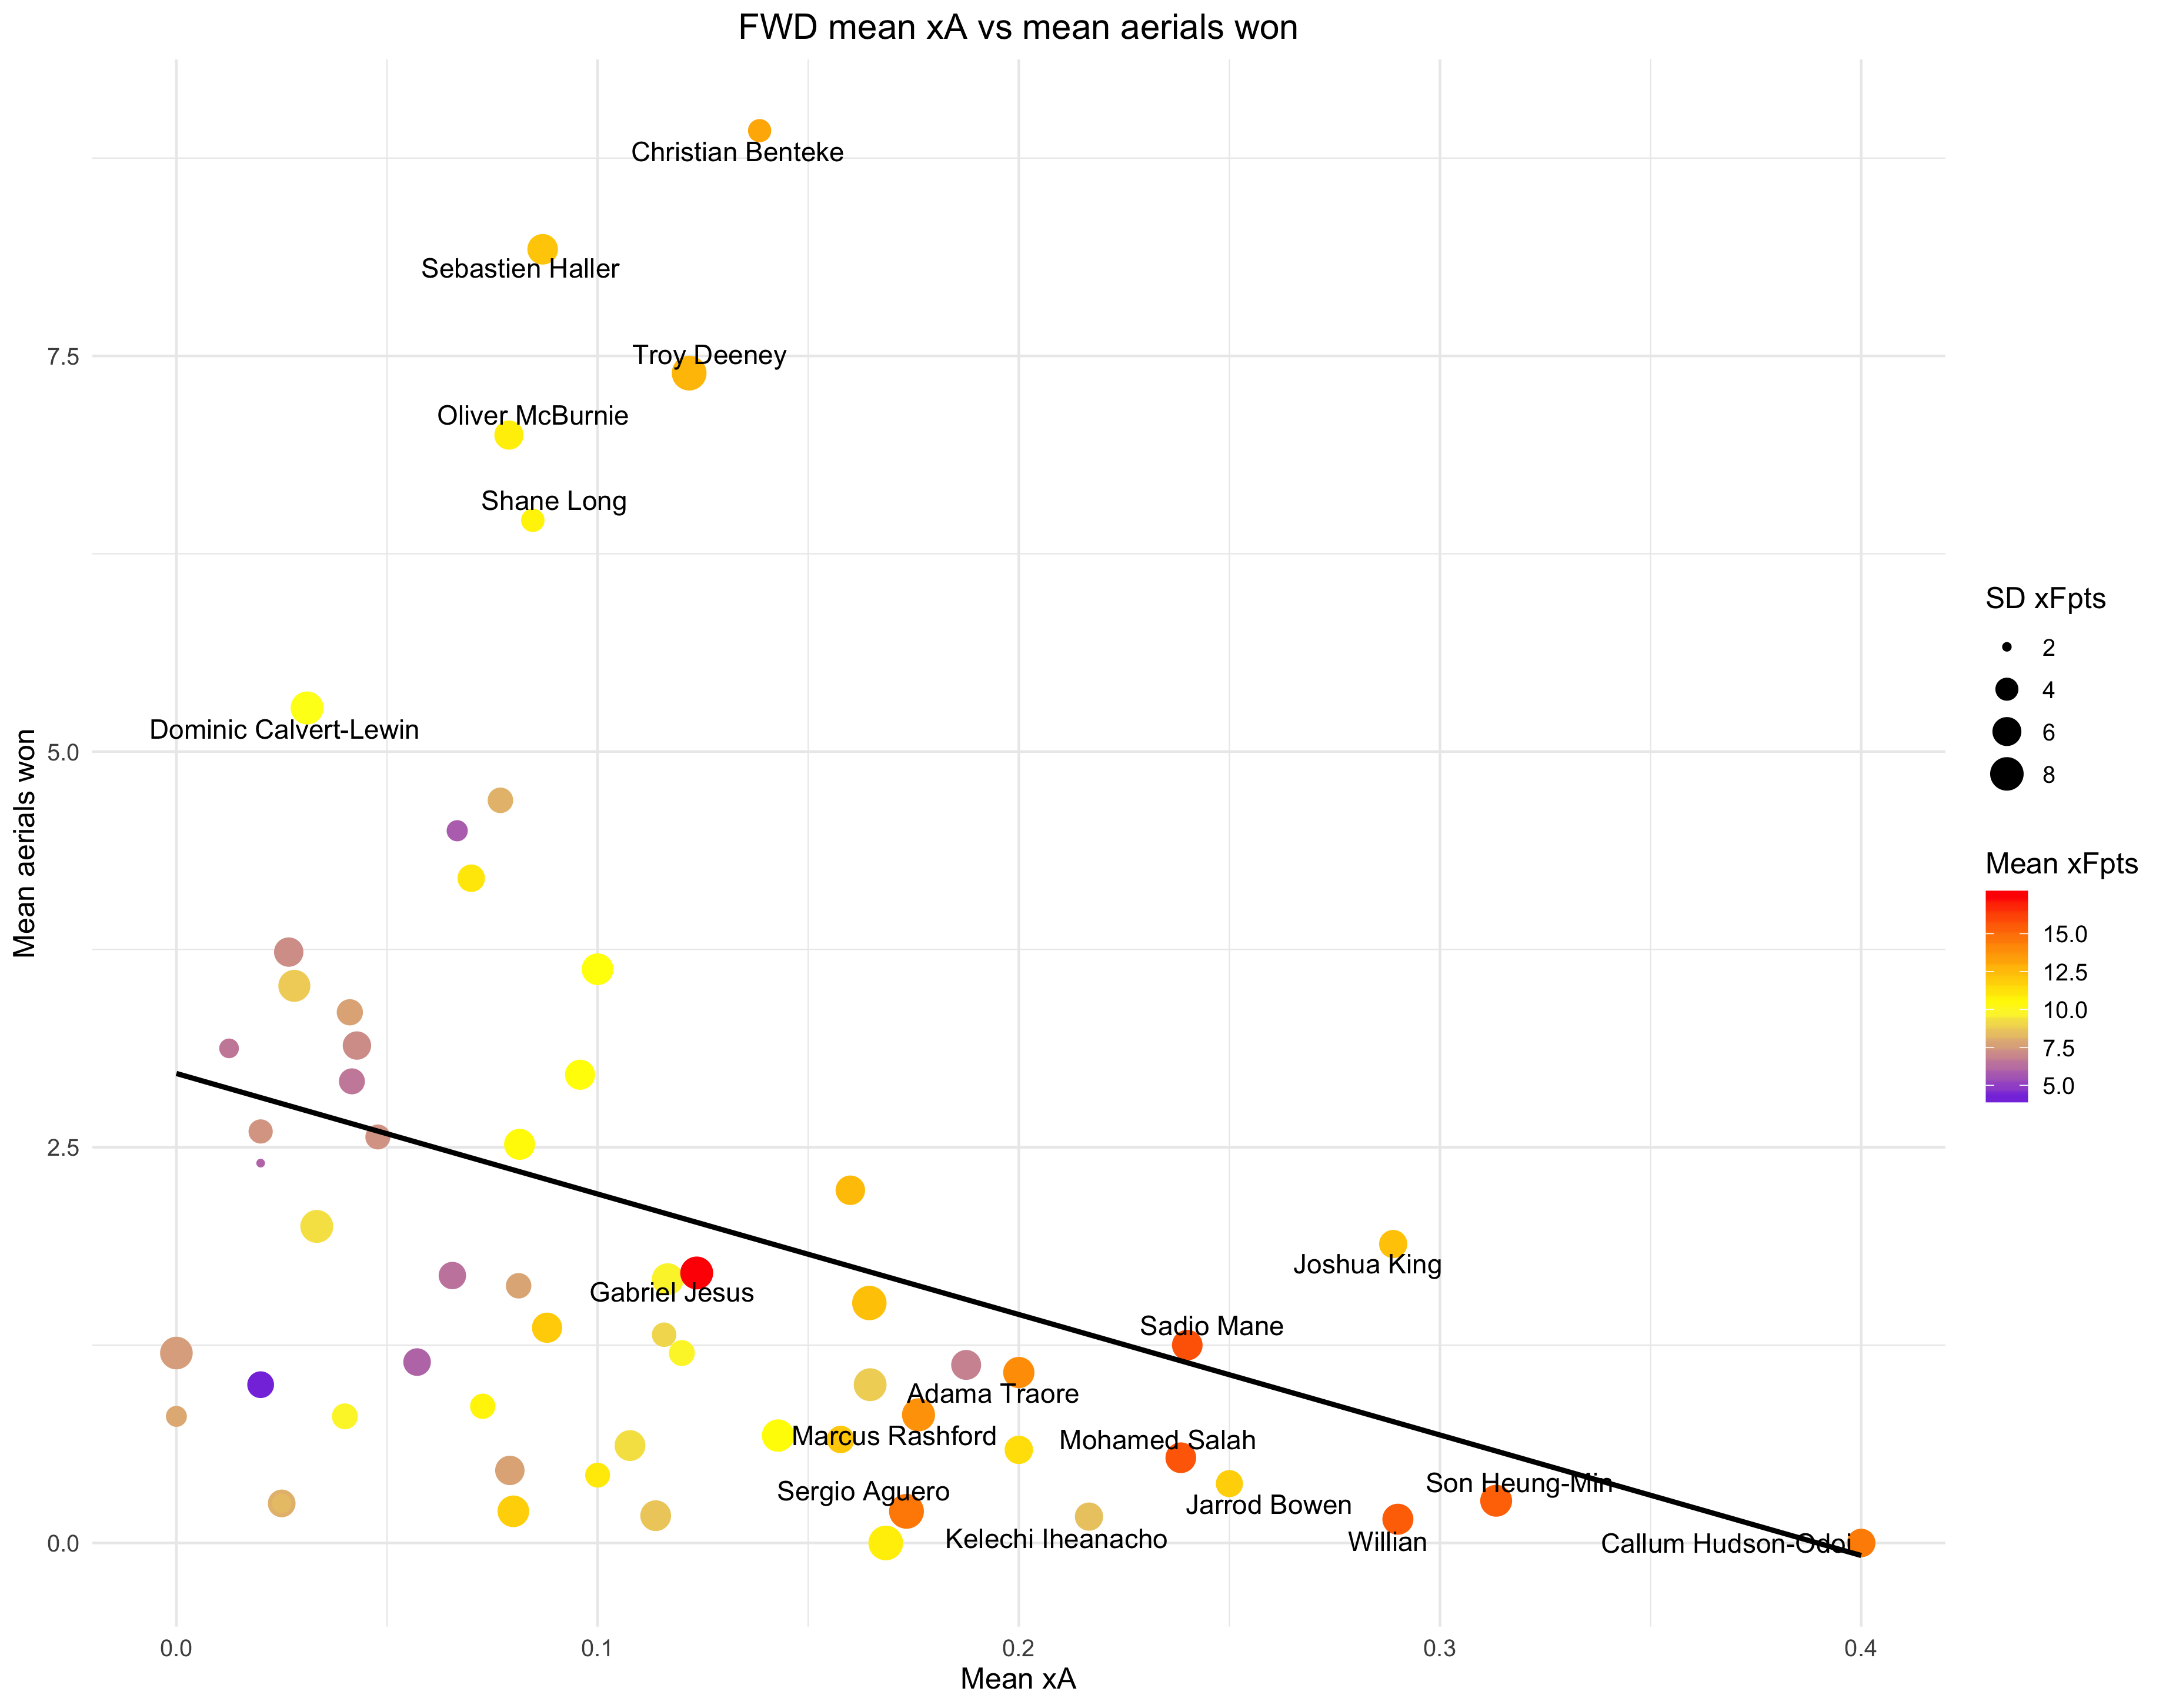 FWD mean xA vs mean aerials won
Christian Benteke
Sebastien Haller
Troy Deeney
7.5
Oliver McBurnie
Shane Long
SD xFpts
2
4
6
8
Dominic Calvert-Lewin
5.0
Mean aerials won
Mean xFpts
15.0
12.5
10.0
7.5
5.0
2.5
Joshua King
Gabriel Jesus
Sadio Mane
Adama Traore
Marcus Rashford
Mohamed Salah
Son Heung-Min
Sergio Aguero
Jarrod Bowen
Kelechi Iheanacho
Willian
Callum Hudson-Odoi
0.0
0.0
0.1
0.2
0.3
0.4
Mean xA